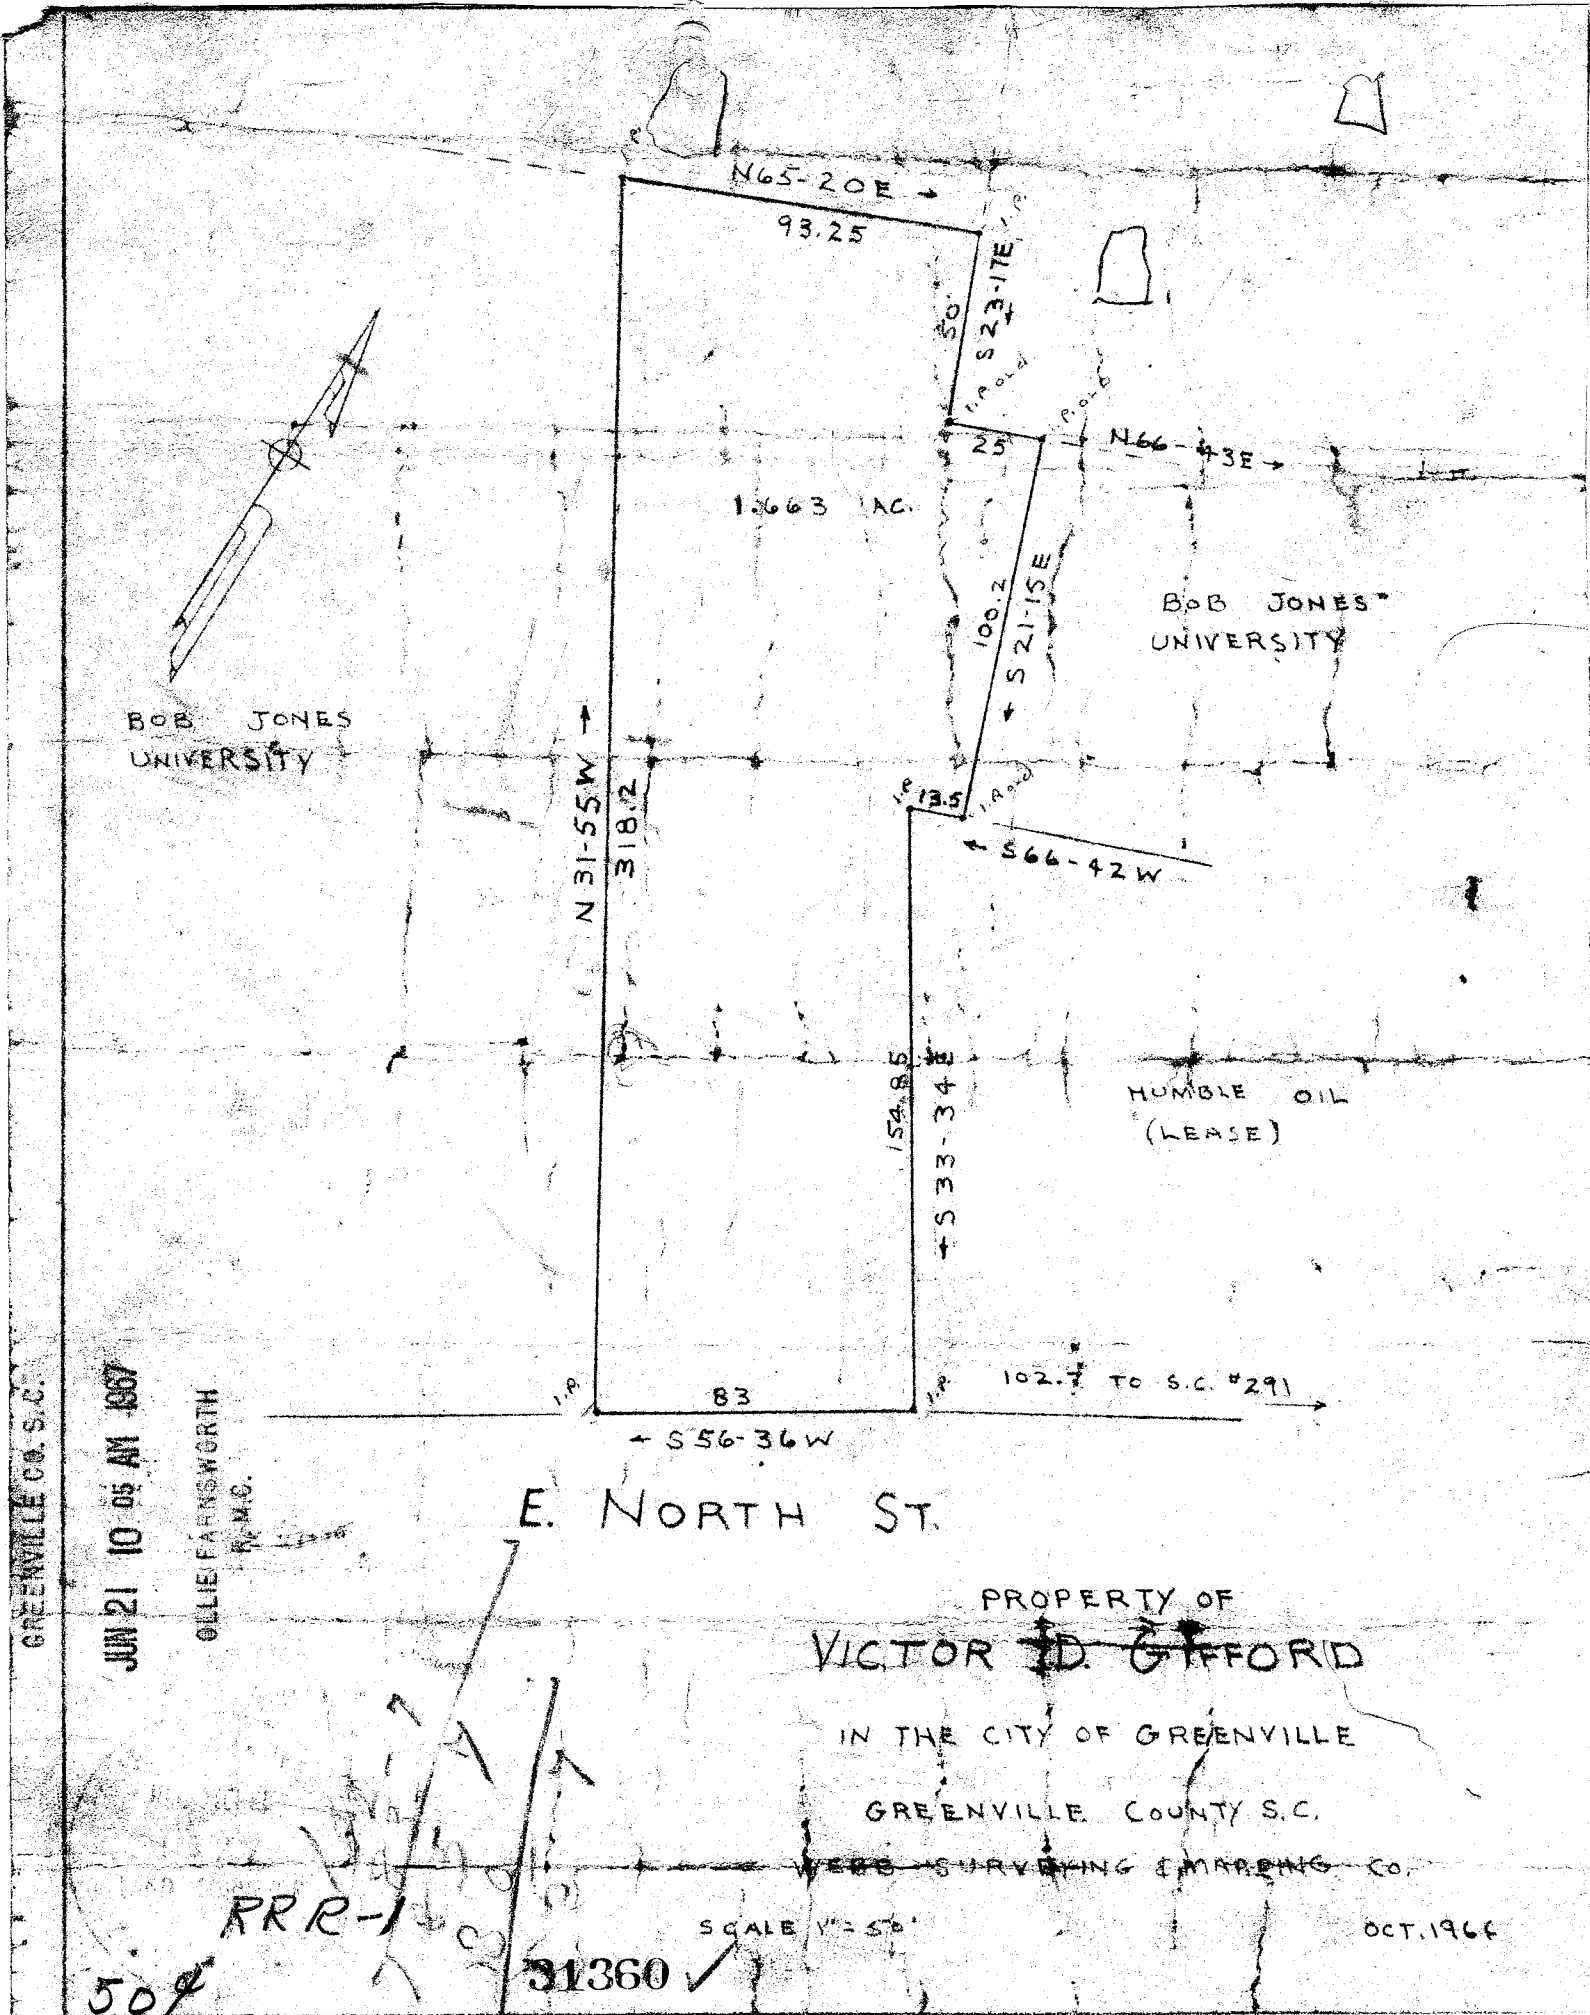 N65-20E →
93.25
I.P.
50'
S23-17E
I.P. OLD
P. OLD
25
N66-43E →
1.663 AC.
100.2
S21-15E
BOB JONES
UNIVERSITY
BOB JONES
UNIVERSITY
N31-55W →
318.2
I.P.
13.5
I.P. OLD
← S66-42W
154.85
← S33-34E
HUMBLE OIL
(LEASE)
I.P.
83
I.P.
102.7 TO S.C. #291
← S56-36W
E. NORTH ST.
GREENVILLE CO. S.C.
JUN 21 10 05 AM 1967
OLLIE FARNSWORTH
R.M.C.
PROPERTY OF
VICTOR D. GIFFORD
IN THE CITY OF GREENVILLE
GREENVILLE COUNTY S.C.
WEBB SURVEYING & MAPPING CO.
SCALE 1"=50'
OCT. 1966
RRR-1
31360 ✓
50¢